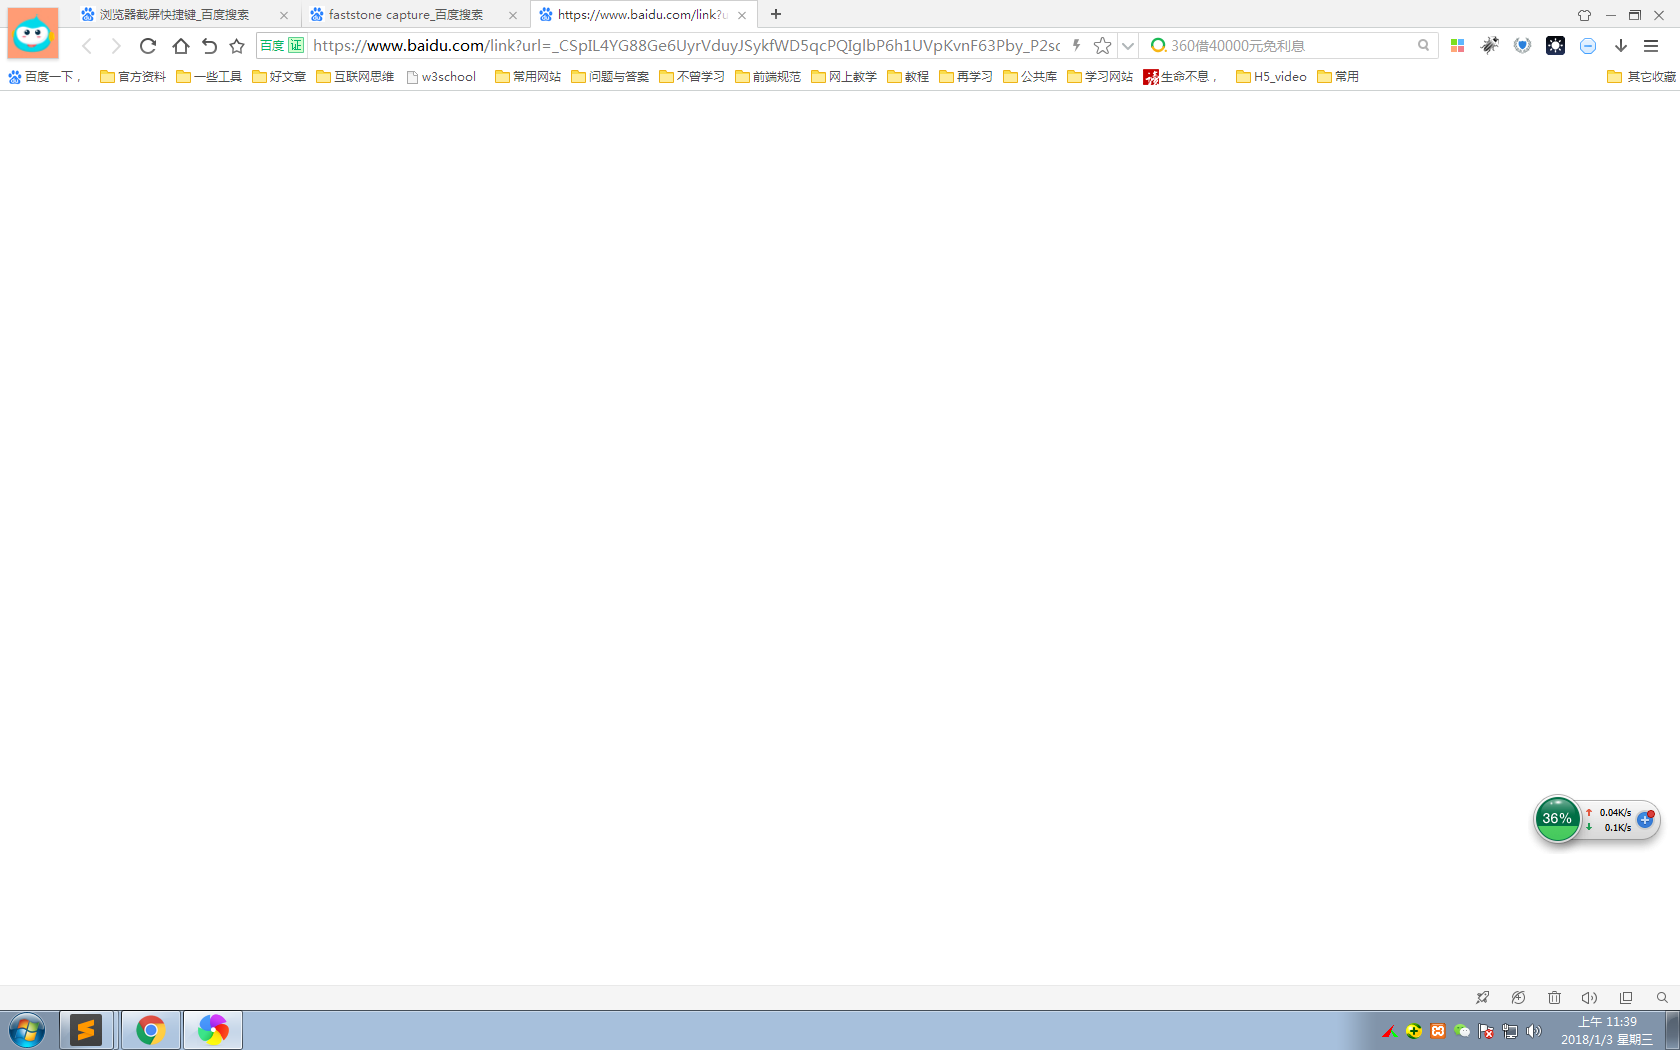 浏览器截屏快捷键_百度搜索
faststone capture_百度搜索
https://www.baidu.com/link?u
百度 证 https://www.baidu.com/link?url=_CSpIL4YG88Ge6UyrVduyJSykfWD5qcPQIglbP6h1UVpKvnF63Pby_P2sc
360借40000元免利息
百度一下， 官方资料 一些工具 好文章 互联网思维 w3school 常用网站 问题与答案 不曾学习 前端规范 网上教学 教程 再学习 公共库 学习网站 生命不息， H5_video 常用 其它收藏
36%
0.04K/s
0.1K/s
上午 11:39
2018/1/3 星期三